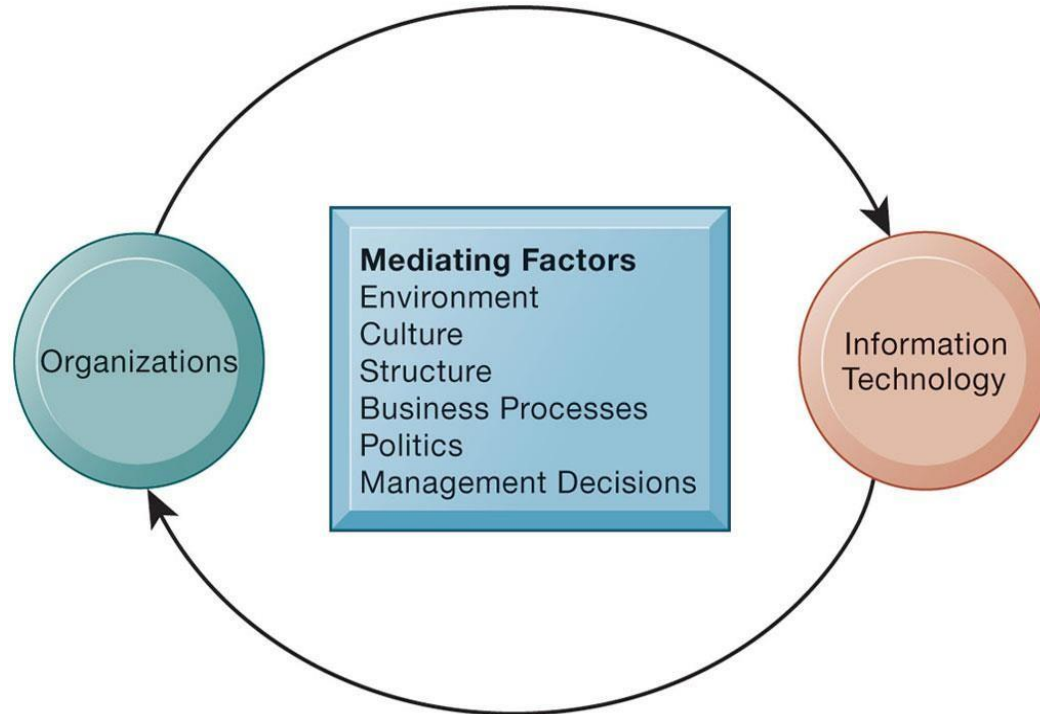 Organizations
Mediating Factors
Environment
Culture
Structure
Business Processes
Politics
Management Decisions
Information
Technology